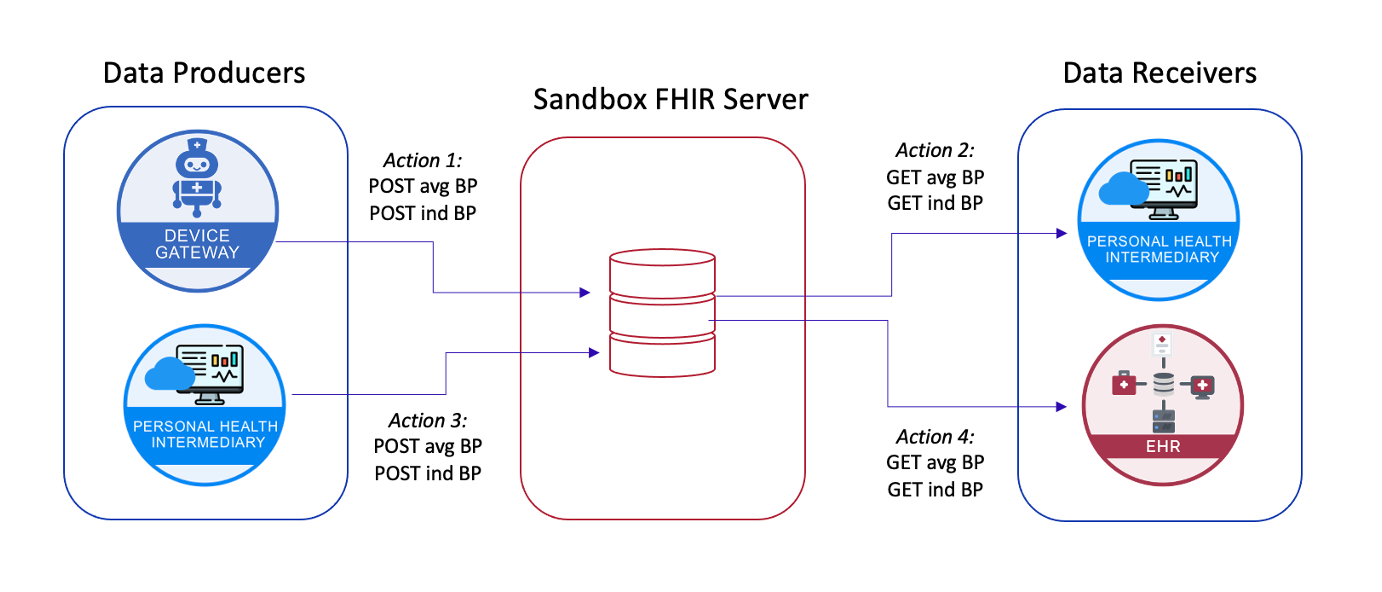 Data Producers
Sandbox FHIR Server
Data Receivers
DEVICE
GATEWAY
Action 1:
POST avg BP
POST ind BP
PERSONAL HEALTH
INTERMEDIARY
Action 3:
POST avg BP
POST ind BP
Action 2:
GET avg BP
GET ind BP
PERSONAL HEALTH
INTERMEDIARY
Action 4:
GET avg BP
GET ind BP
EHR